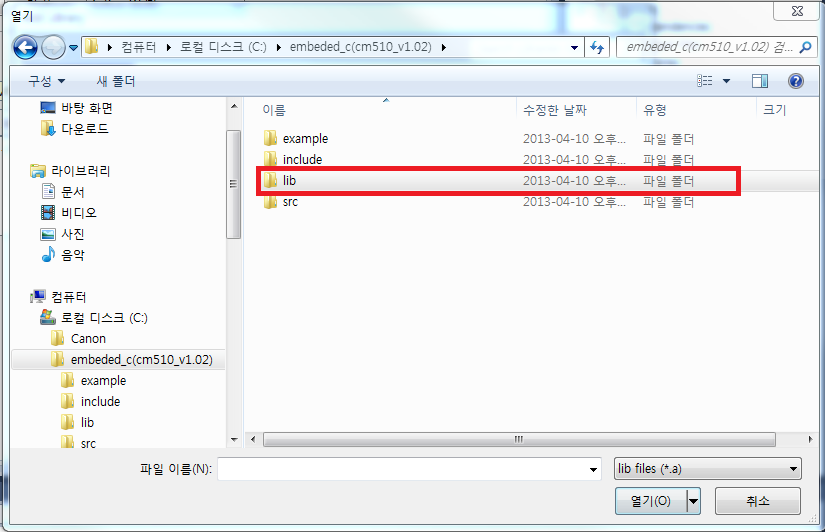 열기
컴퓨터 ▸ 로컬 디스크 (C:) ▸ embeded_c(cm510_v1.02) ▸
embeded_c(cm510_v1.02) 검...
구성 새 폴더
바탕 화면
다운로드
라이브러리
문서
비디오
사진
음악
컴퓨터
로컬 디스크 (C:)
Canon
embeded_c(cm510_v1.02)
example
include
lib
src
이름 수정한 날짜 유형 크기
example 2013-04-10 오후... 파일 폴더
include 2013-04-10 오후... 파일 폴더
lib 2013-04-10 오후... 파일 폴더
src 2013-04-10 오후... 파일 폴더
파일 이름(N):
lib files (*.a)
열기(O) 취소